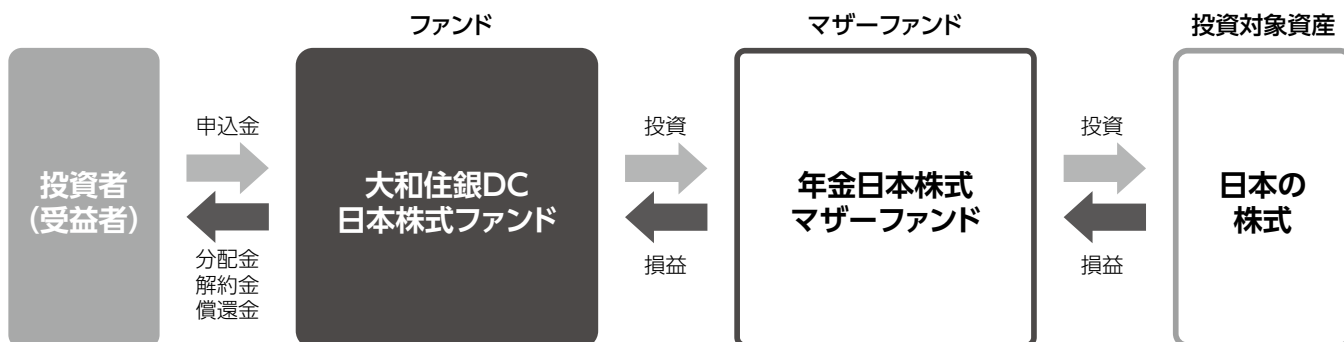 ファンド
マザーファンド
投資対象資産
投資者
(受益者)
申込金
分配金
解約金
償還金
大和住銀DC
日本株式ファンド
投資
損益
年金日本株式
マザーファンド
投資
損益
日本の
株式